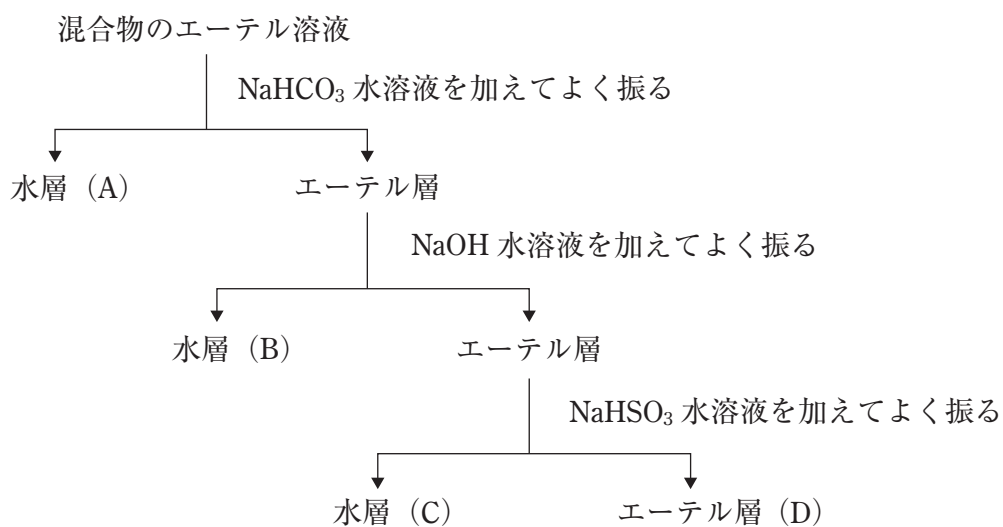 混合物のエーテル溶液
NaHCO₃ 水溶液を加えてよく振る
水層（A）
エーテル層
NaOH 水溶液を加えてよく振る
水層（B）
エーテル層
NaHSO₃ 水溶液を加えてよく振る
水層（C）
エーテル層（D）